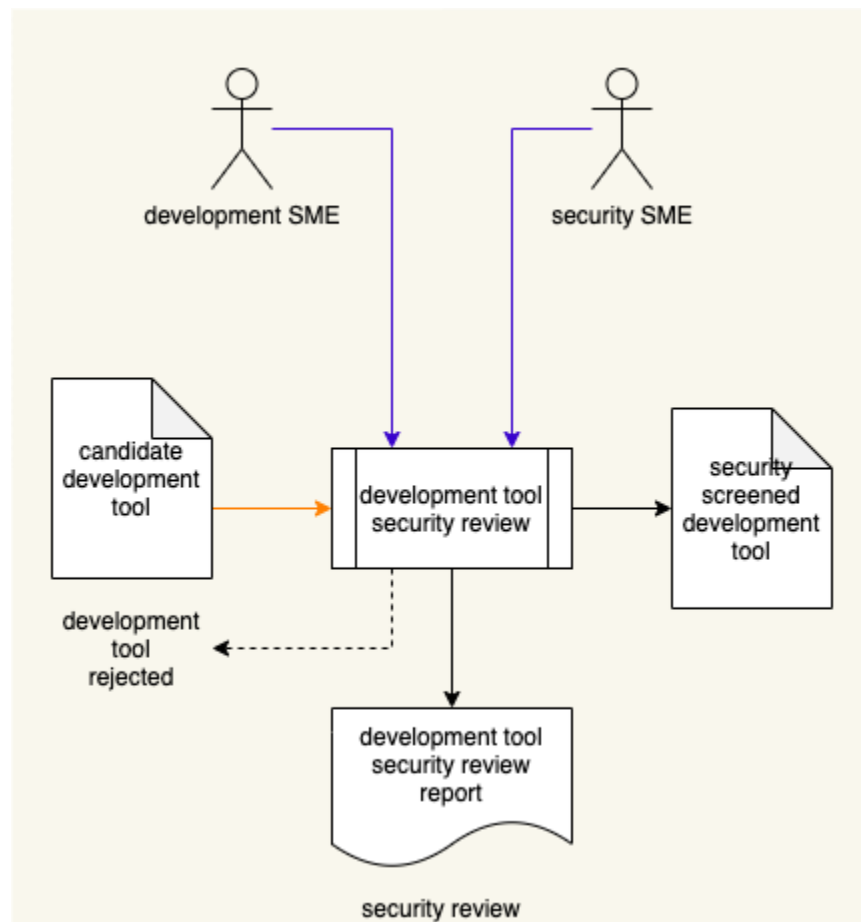 development SME
security SME
candidate
development
tool
development tool
security review
security
screened
development
tool
development
tool
rejected
development tool
security review
report
security review